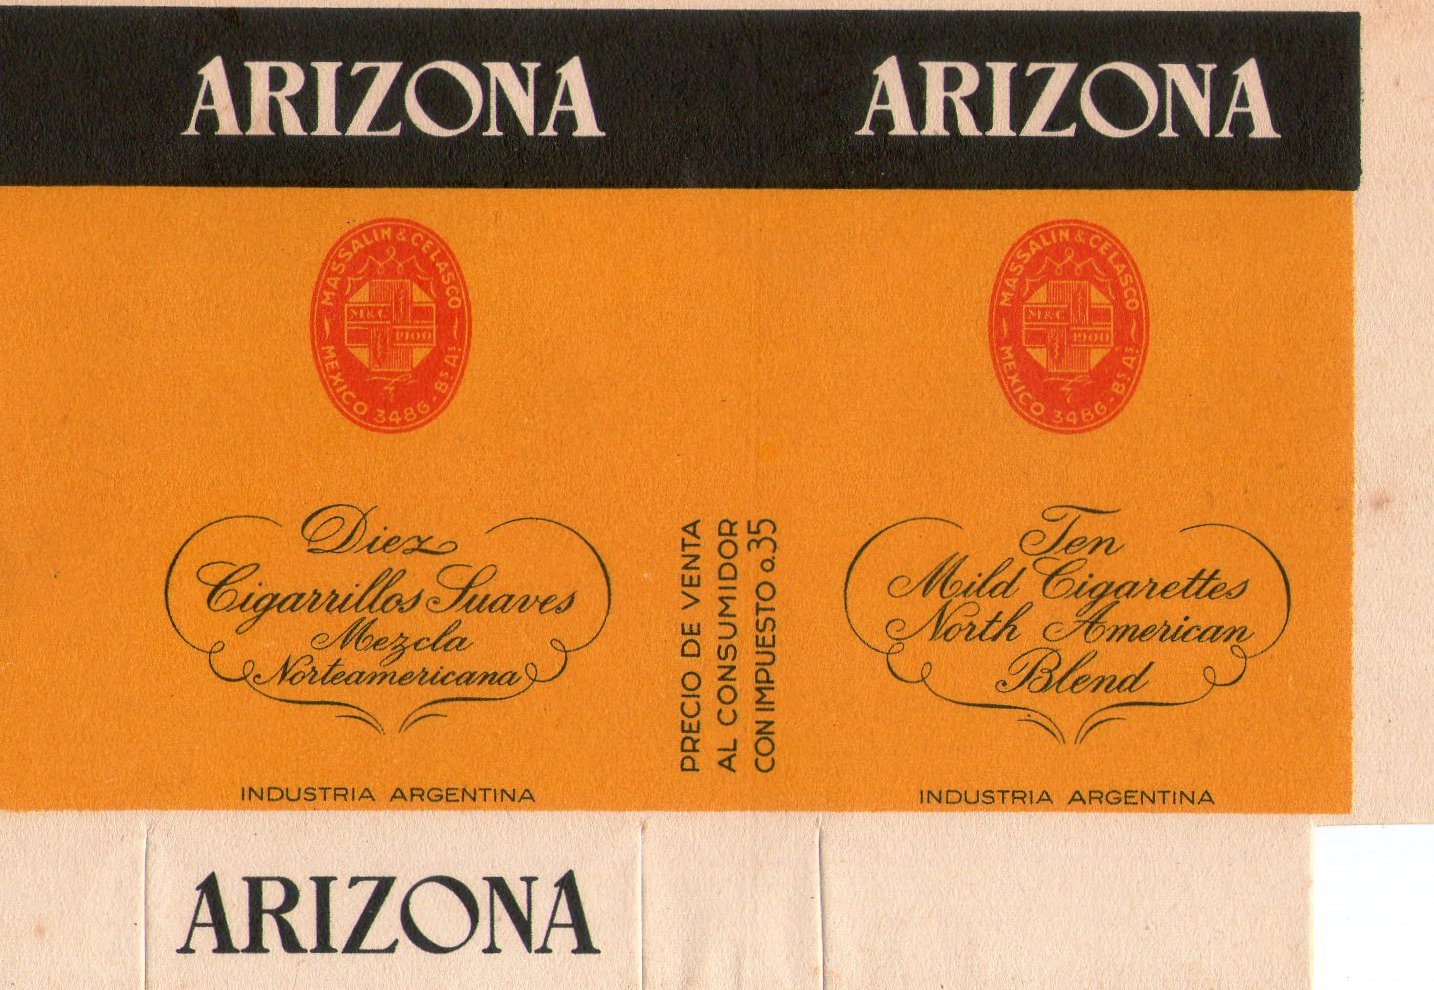 ARIZONA
MASSALIN & CELASCO
M&C
1900
MEXICO 3486 - Bs As
Diez
Cigarrillos Suaves
Mezcla
Norteamericana
INDUSTRIA ARGENTINA
PRECIO DE VENTA
AL CONSUMIDOR
CON IMPUESTO 0.35
ARIZONA
MASSALIN & CELASCO
M&C
1900
MEXICO 3486 - Bs As
Ten
Mild Cigarettes
North American
Blend
INDUSTRIA ARGENTINA
ARIZONA